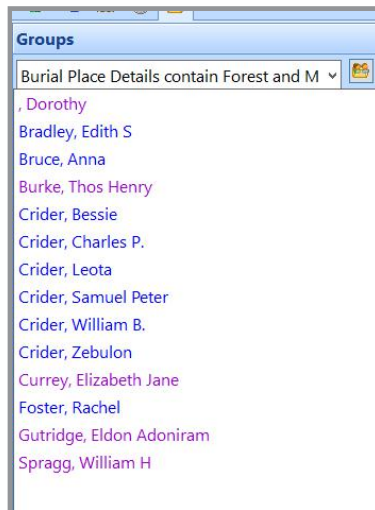 Groups
Burial Place Details contain Forest and M
, Dorothy
Bradley, Edith S
Bruce, Anna
Burke, Thos Henry
Crider, Bessie
Crider, Charles P.
Crider, Leota
Crider, Samuel Peter
Crider, William B.
Crider, Zebulon
Currey, Elizabeth Jane
Foster, Rachel
Gutridge, Eldon Adoniram
Spragg, William H